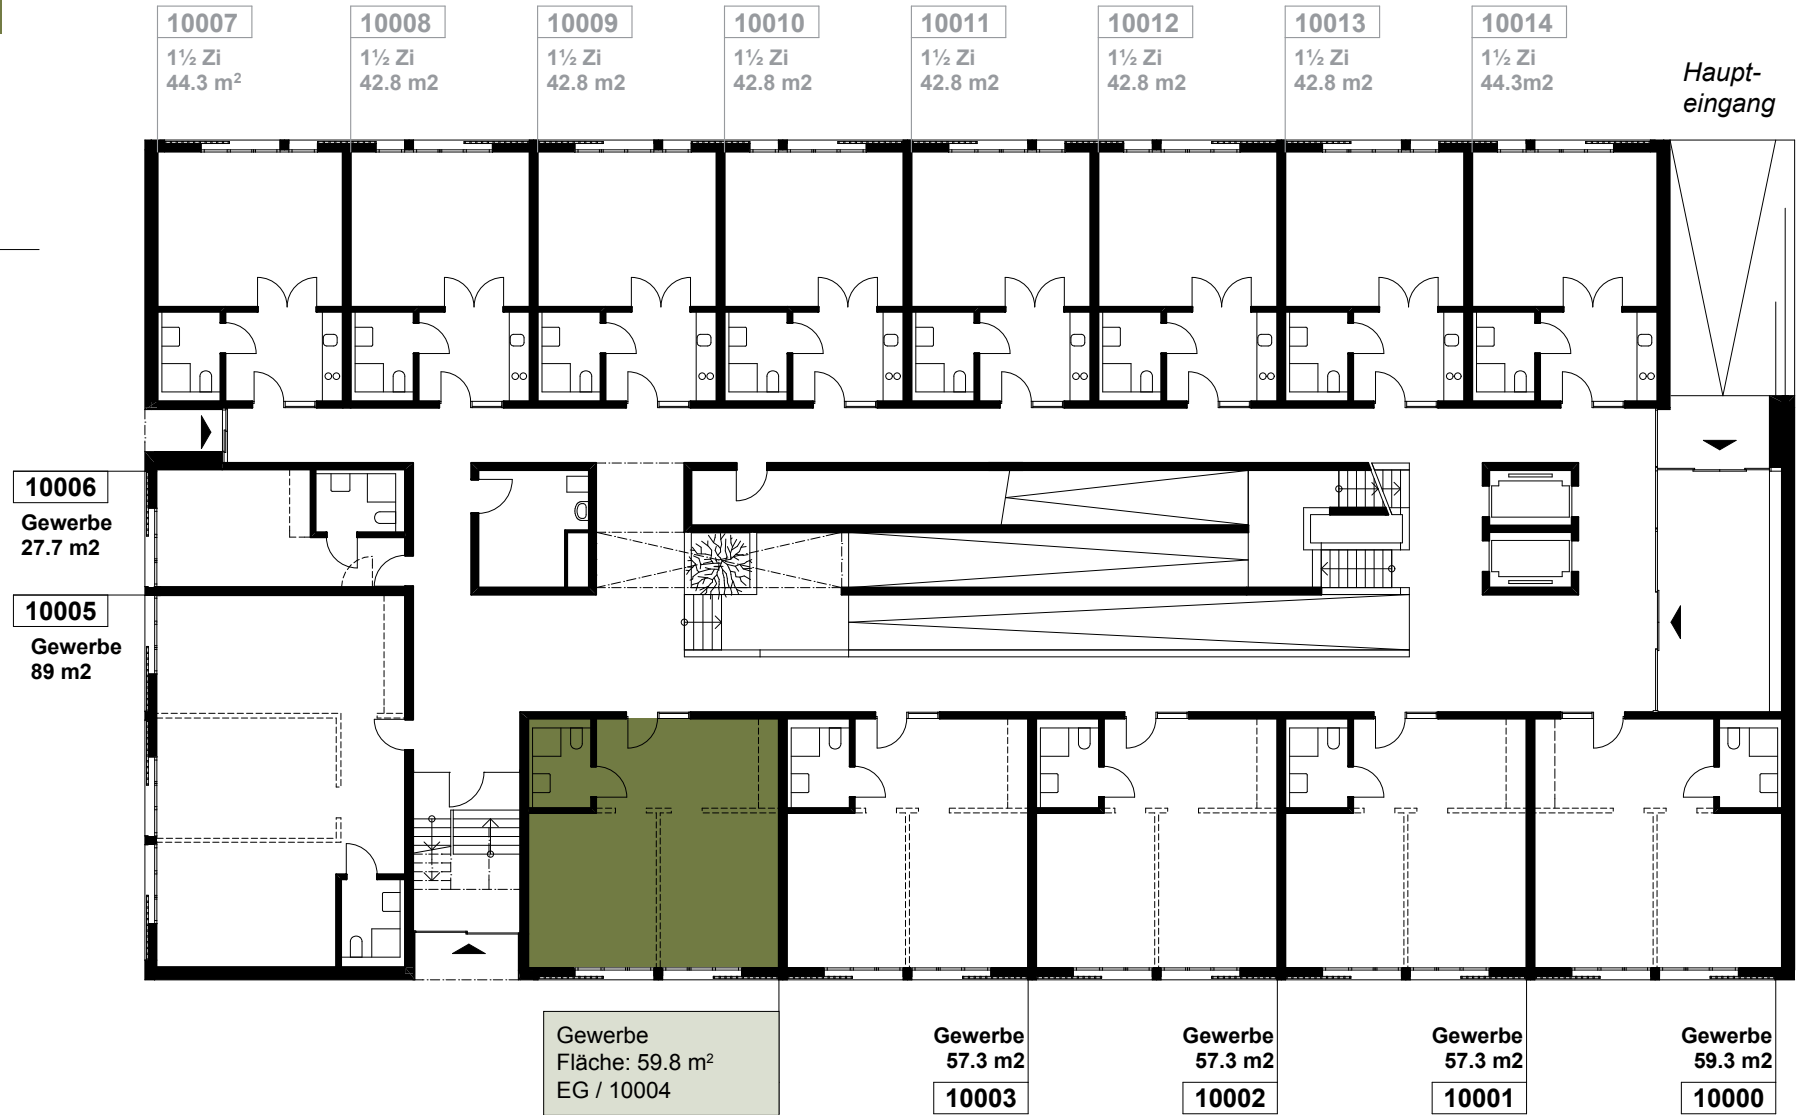 10007
1½ Zi
44.3 m²
10008
1½ Zi
42.8 m2
10009
1½ Zi
42.8 m2
10010
1½ Zi
42.8 m2
10011
1½ Zi
42.8 m2
10012
1½ Zi
42.8 m2
10013
1½ Zi
42.8 m2
10014
1½ Zi
44.3m2
Haupt-
eingang
10006
Gewerbe
27.7 m2
10005
Gewerbe
89 m2
Gewerbe
Fläche: 59.8 m²
EG / 10004
Gewerbe
57.3 m2
10003
Gewerbe
57.3 m2
10002
Gewerbe
57.3 m2
10001
Gewerbe
59.3 m2
10000